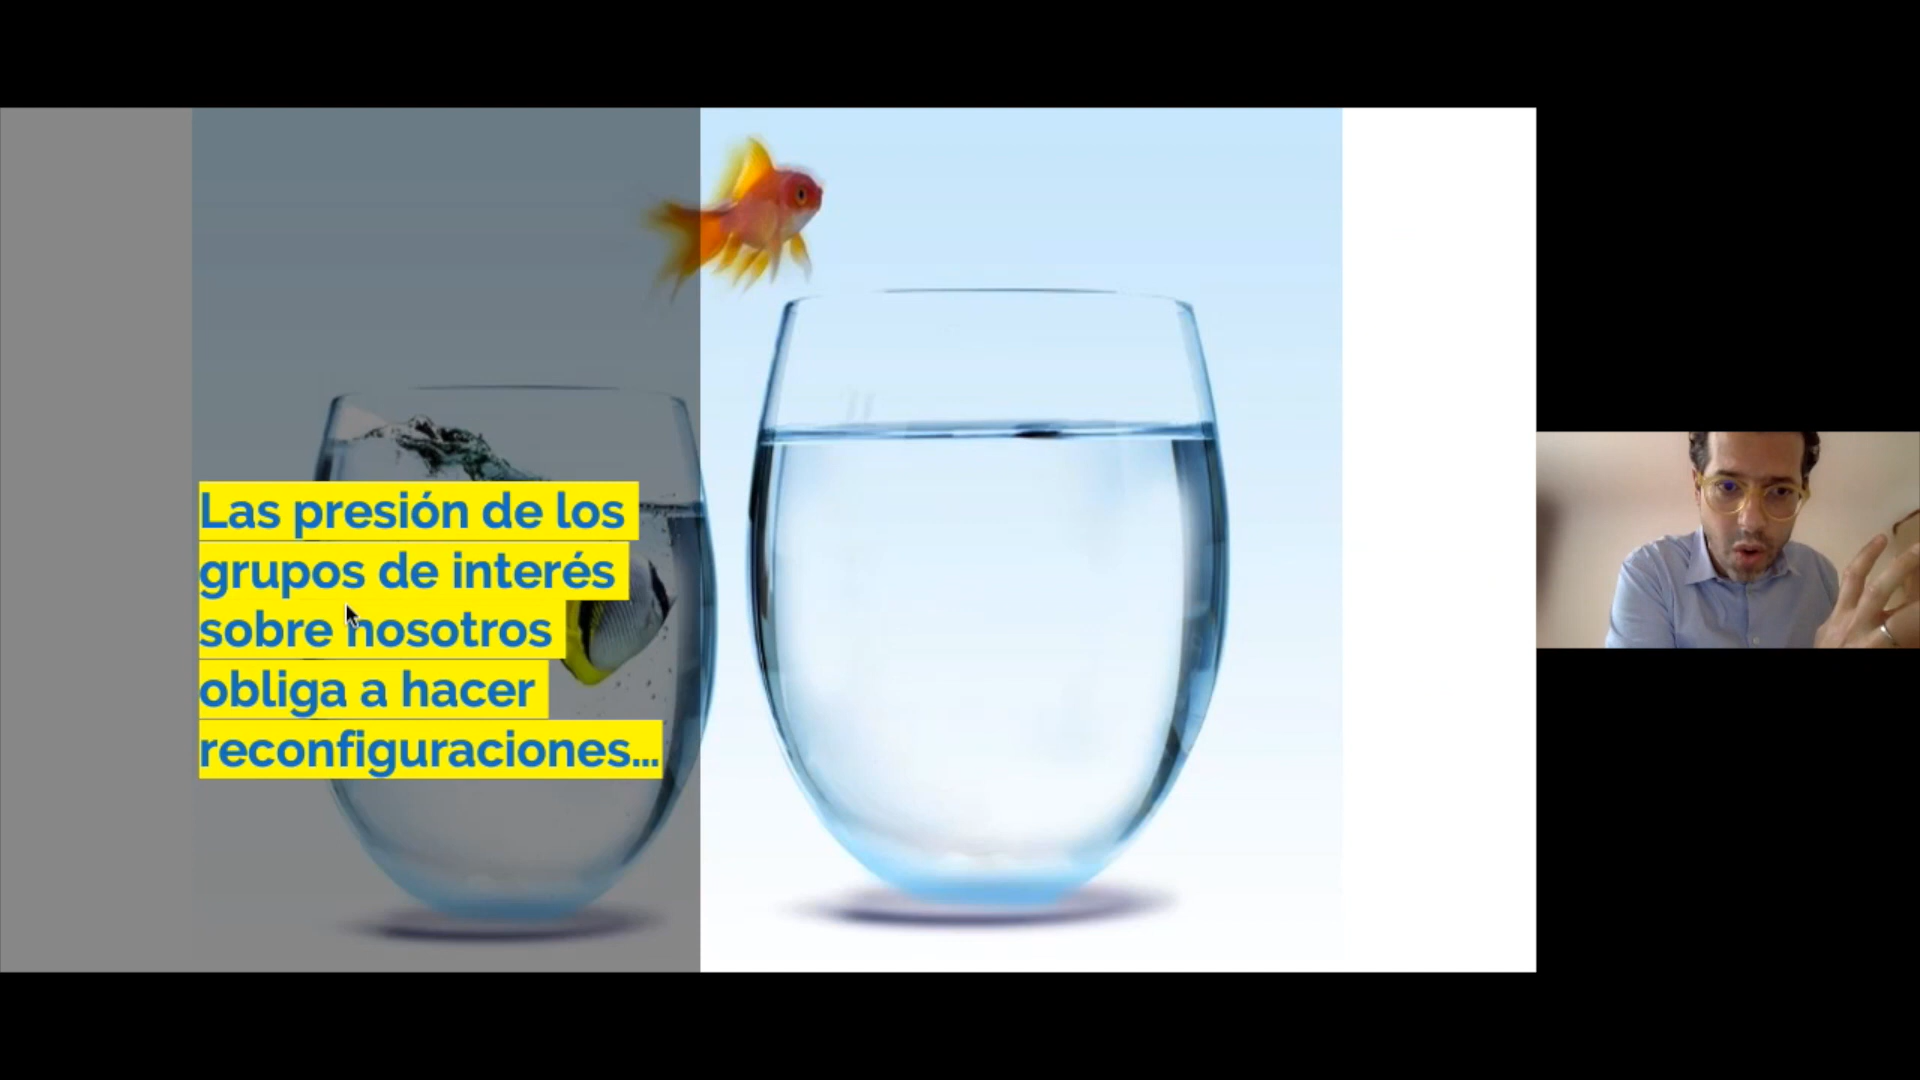 Las presión de los
grupos de interés
sobre nosotros
obliga a hacer
reconfiguraciones...